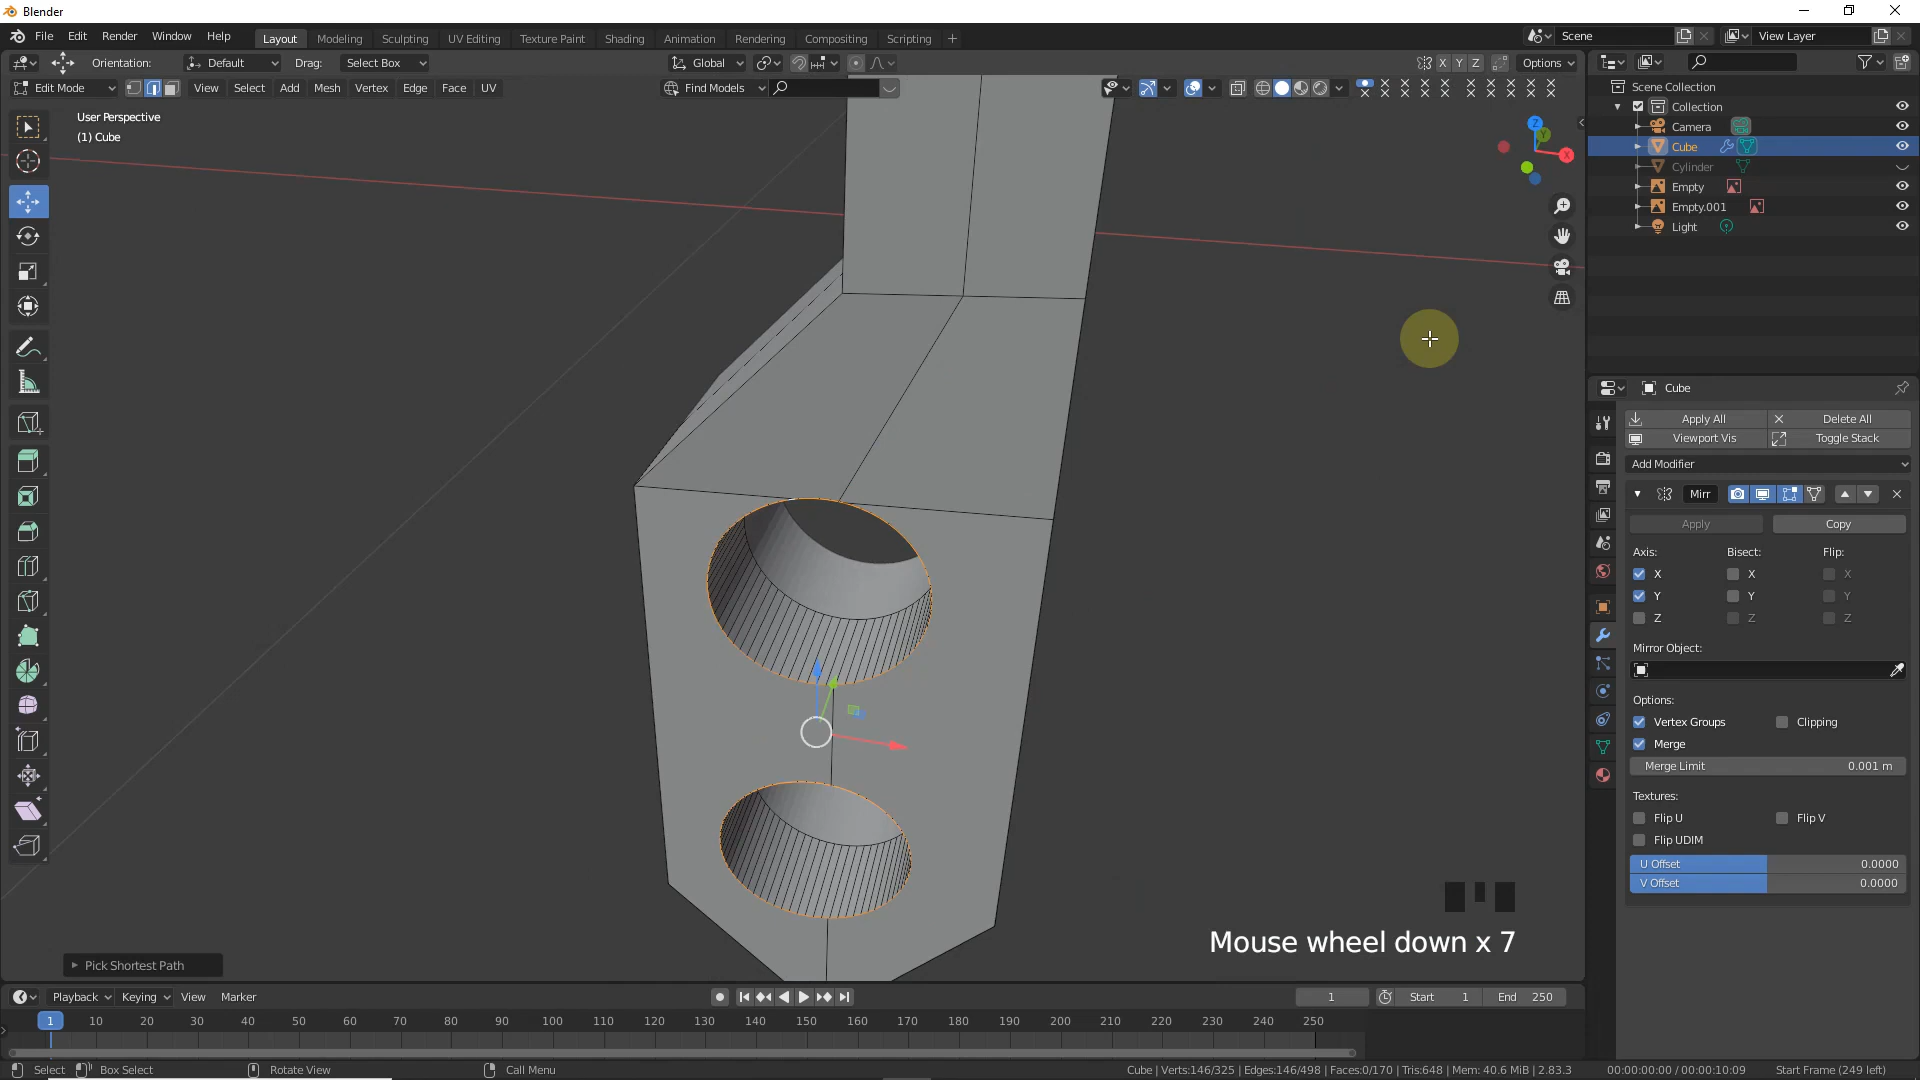 Blender
File Edit Render Window Help Layout Modeling Sculpting UV Editing Texture Paint Shading Animation Rendering Compositing Scripting + Scene View Layer
Orientation: Default Drag: Select Box Global X Y Z Options
Edit Mode View Select Add Mesh Vertex Edge Face UV Find Models
User Perspective
(1) Cube
Z
Y
X
Scene Collection
Collection
Camera
Cube
Cylinder
Empty
Empty.001
Light
Cube
Apply All Delete All
Viewport Vis Toggle Stack
Add Modifier
Mirr
Apply Copy
Axis: Bisect: Flip:
X X X
Y Y Y
Z Z Z
Mirror Object:
Options:
Vertex Groups Clipping
Merge
Merge Limit 0.001 m
Textures:
Flip U Flip V
Flip UDIM
U Offset 0.0000
V Offset 0.0000
Mouse wheel down x 7
Pick Shortest Path
Playback Keying View Marker 1 Start 1 End 250
1 10 20 30 40 50 60 70 80 90 100 110 120 130 140 150 160 170 180 190 200 210 220 230 240 250
Select Box Select Rotate View Call Menu Cube | Verts:146/325 | Edges:146/498 | Faces:0/170 | Tris:648 | Mem: 40.6 MiB | 2.83.3 00:00:00:00 / 00:00:10:09 Start Frame (249 left)